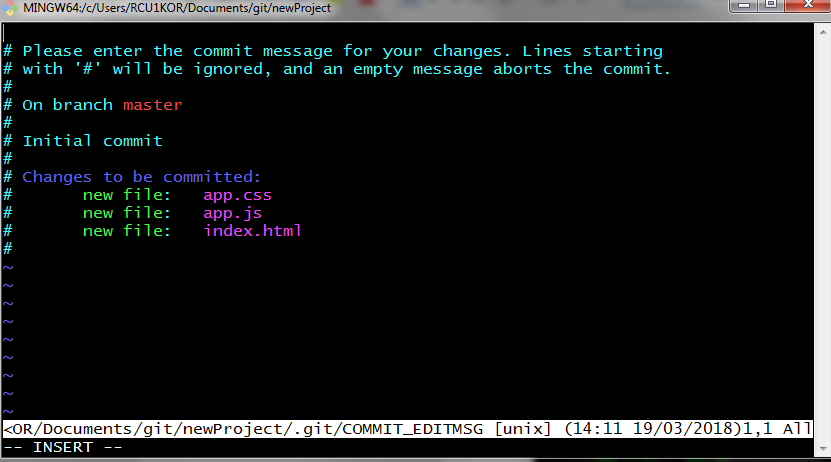 MINGW64:/c/Users/RCU1KOR/Documents/git/newProject
# Please enter the commit message for your changes. Lines starting
# with '#' will be ignored, and an empty message aborts the commit.
#
# On branch master
#
# Initial commit
#
# Changes to be committed:
#       new file:   app.css
#       new file:   app.js
#       new file:   index.html
#
~
~
~
~
~
~
~
~
~
<OR/Documents/git/newProject/.git/COMMIT_EDITMSG [unix] (14:11 19/03/2018)1,1 All
-- INSERT --